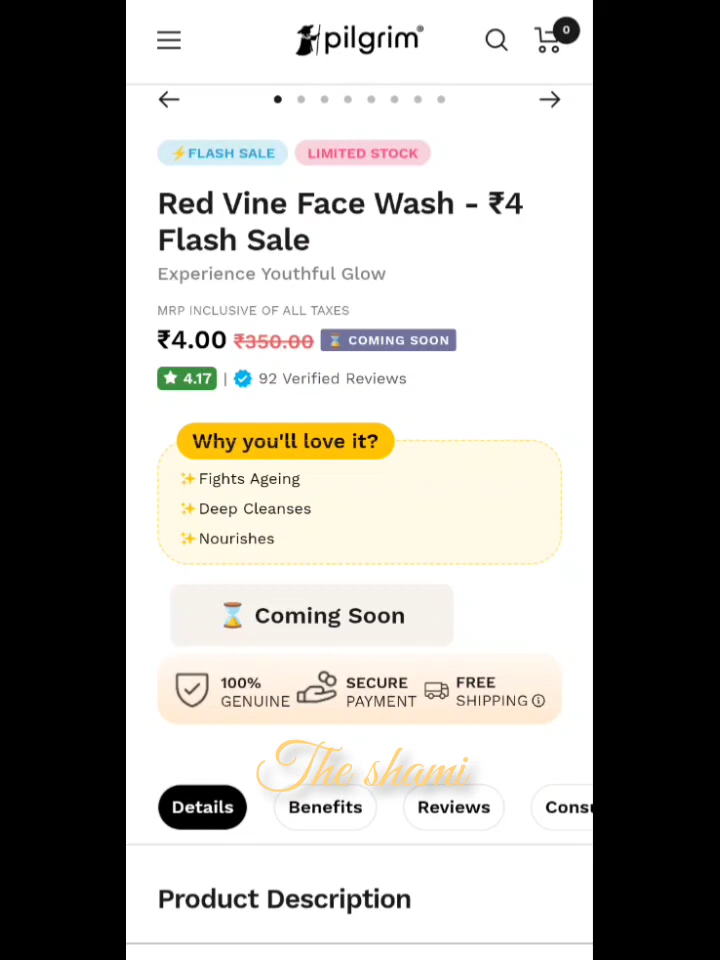 pilgrim®
0
⚡FLASH SALE LIMITED STOCK
Red Vine Face Wash - ₹4
Flash Sale
Experience Youthful Glow
MRP INCLUSIVE OF ALL TAXES
₹4.00 ₹350.00 ⌛ COMING SOON
★ 4.17 | 92 Verified Reviews
Why you'll love it?
✨Fights Ageing
✨Deep Cleanses
✨Nourishes
⌛ Coming Soon
100% GENUINE
SECURE PAYMENT
FREE SHIPPING
The shami
Details Benefits Reviews Consu
Product Description